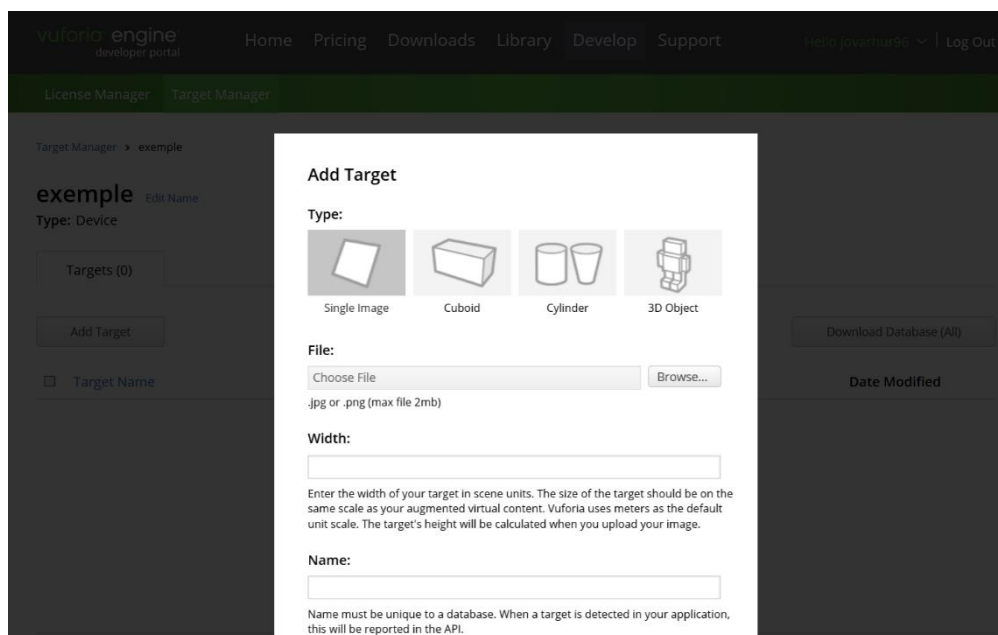 vuforia engine
developer portal
Home Pricing Downloads Library Develop Support
Hello jovarhur96 | Log Out
License Manager Target Manager
Target Manager > exemple
exemple Edit Name
Type: Device
Targets (0)
Add Target
Download Database (All)
Target Name
Date Modified
Add Target
Type:
Single Image Cuboid Cylinder 3D Object
File:
Choose File Browse...
.jpg or .png (max file 2mb)
Width:
Enter the width of your target in scene units. The size of the target should be on the
same scale as your augmented virtual content. Vuforia uses meters as the default
unit scale. The target's height will be calculated when you upload your image.
Name:
Name must be unique to a database. When a target is detected in your application,
this will be reported in the API.